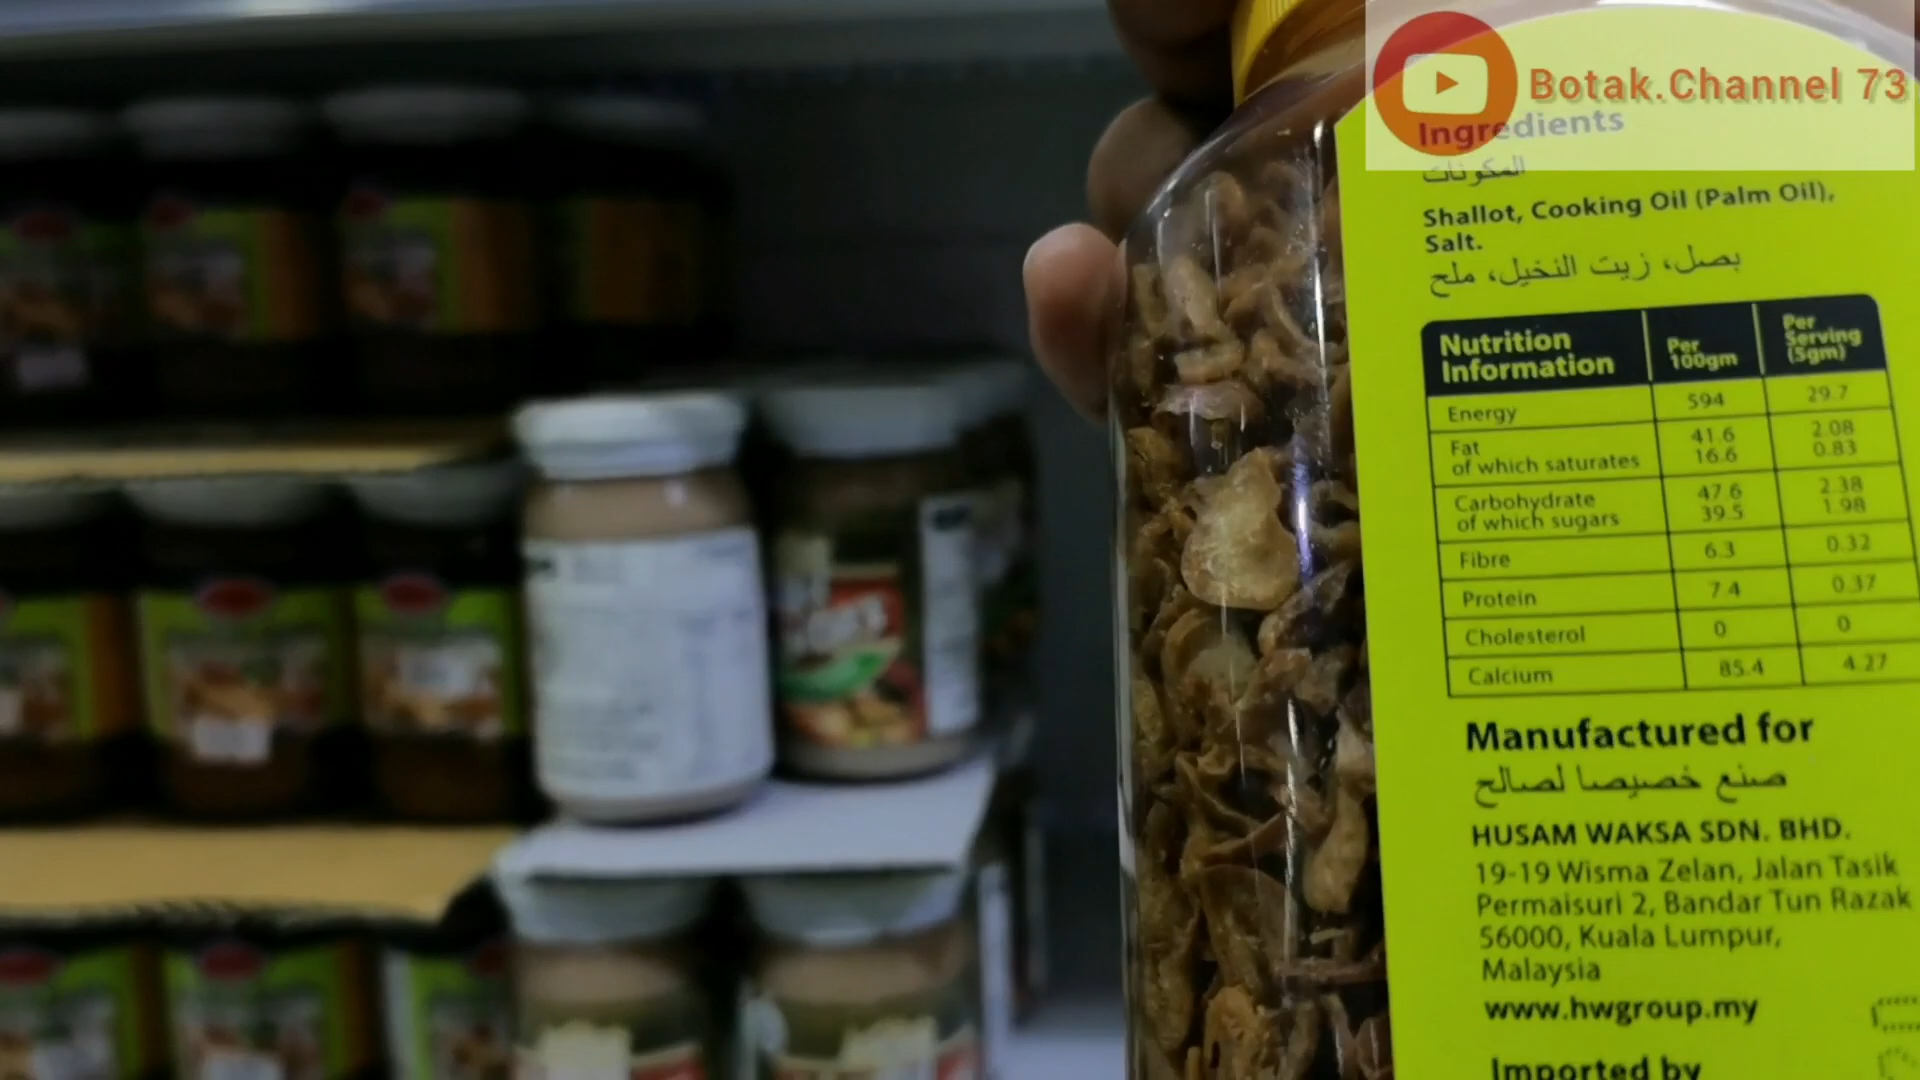 Botak.Channel 73
Ingredients
المكونات
Shallot, Cooking Oil (Palm Oil),
Salt.
بصل، زيت النخيل، ملح
Nutrition Information Per 100gm Per Serving (5gm)
Energy 594 29.7
Fat 41.6 2.08
of which saturates 16.6 0.83
Carbohydrate 47.6 2.38
of which sugars 39.5 1.98
Fibre 6.3 0.32
Protein 7.4 0.37
Cholesterol 0 0
Calcium 85.4 4.27
Manufactured for
صنع خصيصا لصالح
HUSAM WAKSA SDN. BHD.
19-19 Wisma Zelan, Jalan Tasik
Permaisuri 2, Bandar Tun Razak
56000, Kuala Lumpur,
Malaysia
www.hwgroup.my
Imported by